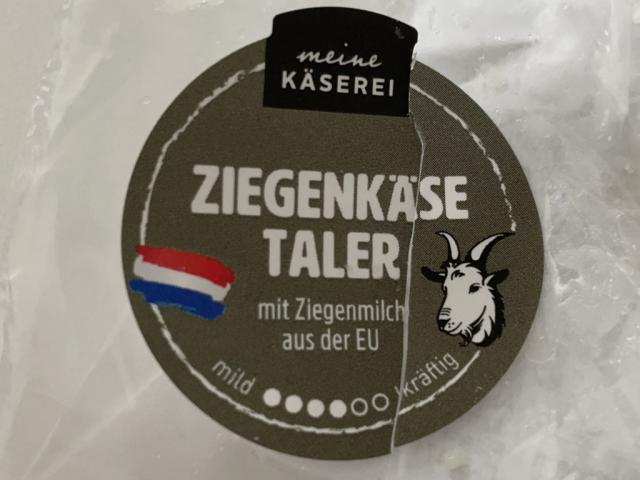 meine
KÄSEREI
ZIEGENKÄSE
TALER
mit Ziegenmilch
aus der EU
mild kräftig